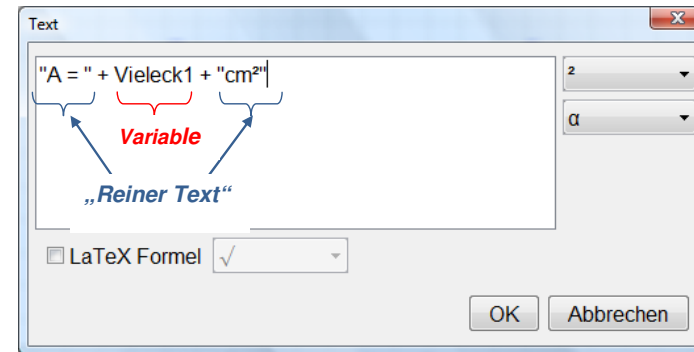 Text
"A = " + Vieleck1 + "cm²"
²
α
Variable
„Reiner Text“
LaTeX Formel √
OK Abbrechen